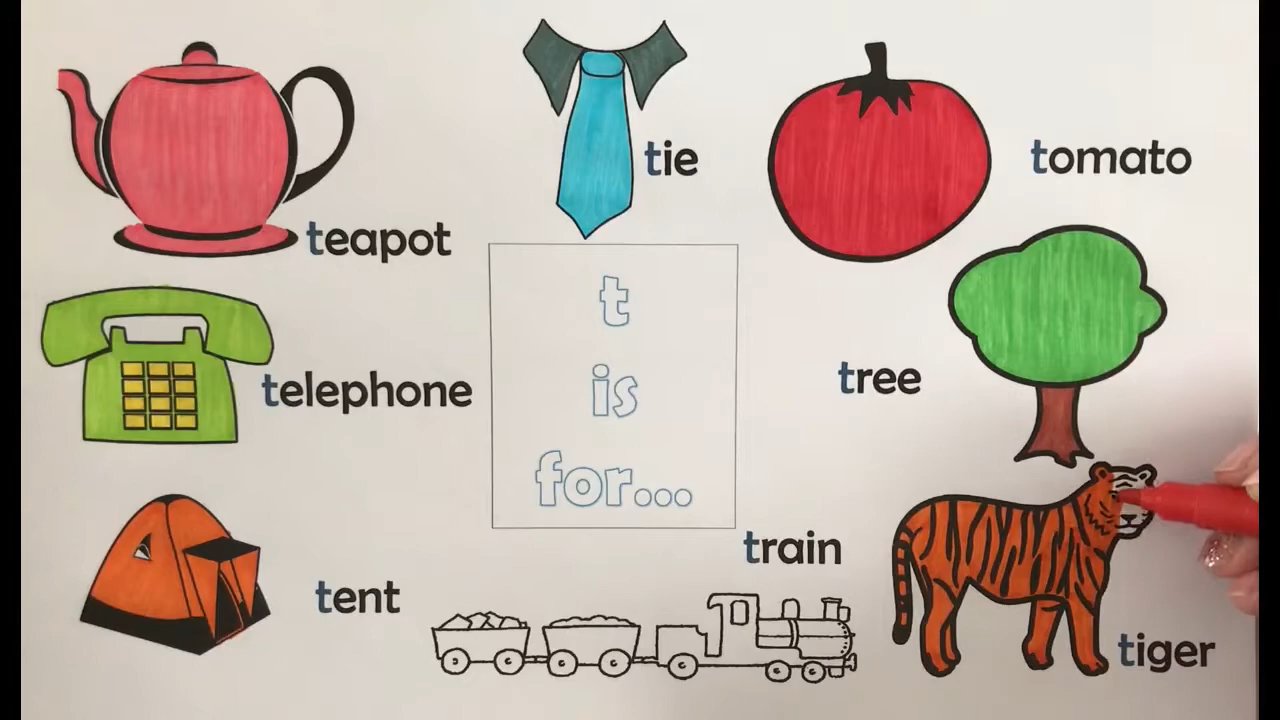 tie
tomato
teapot
t
is
for...
tree
telephone
train
tent
tiger